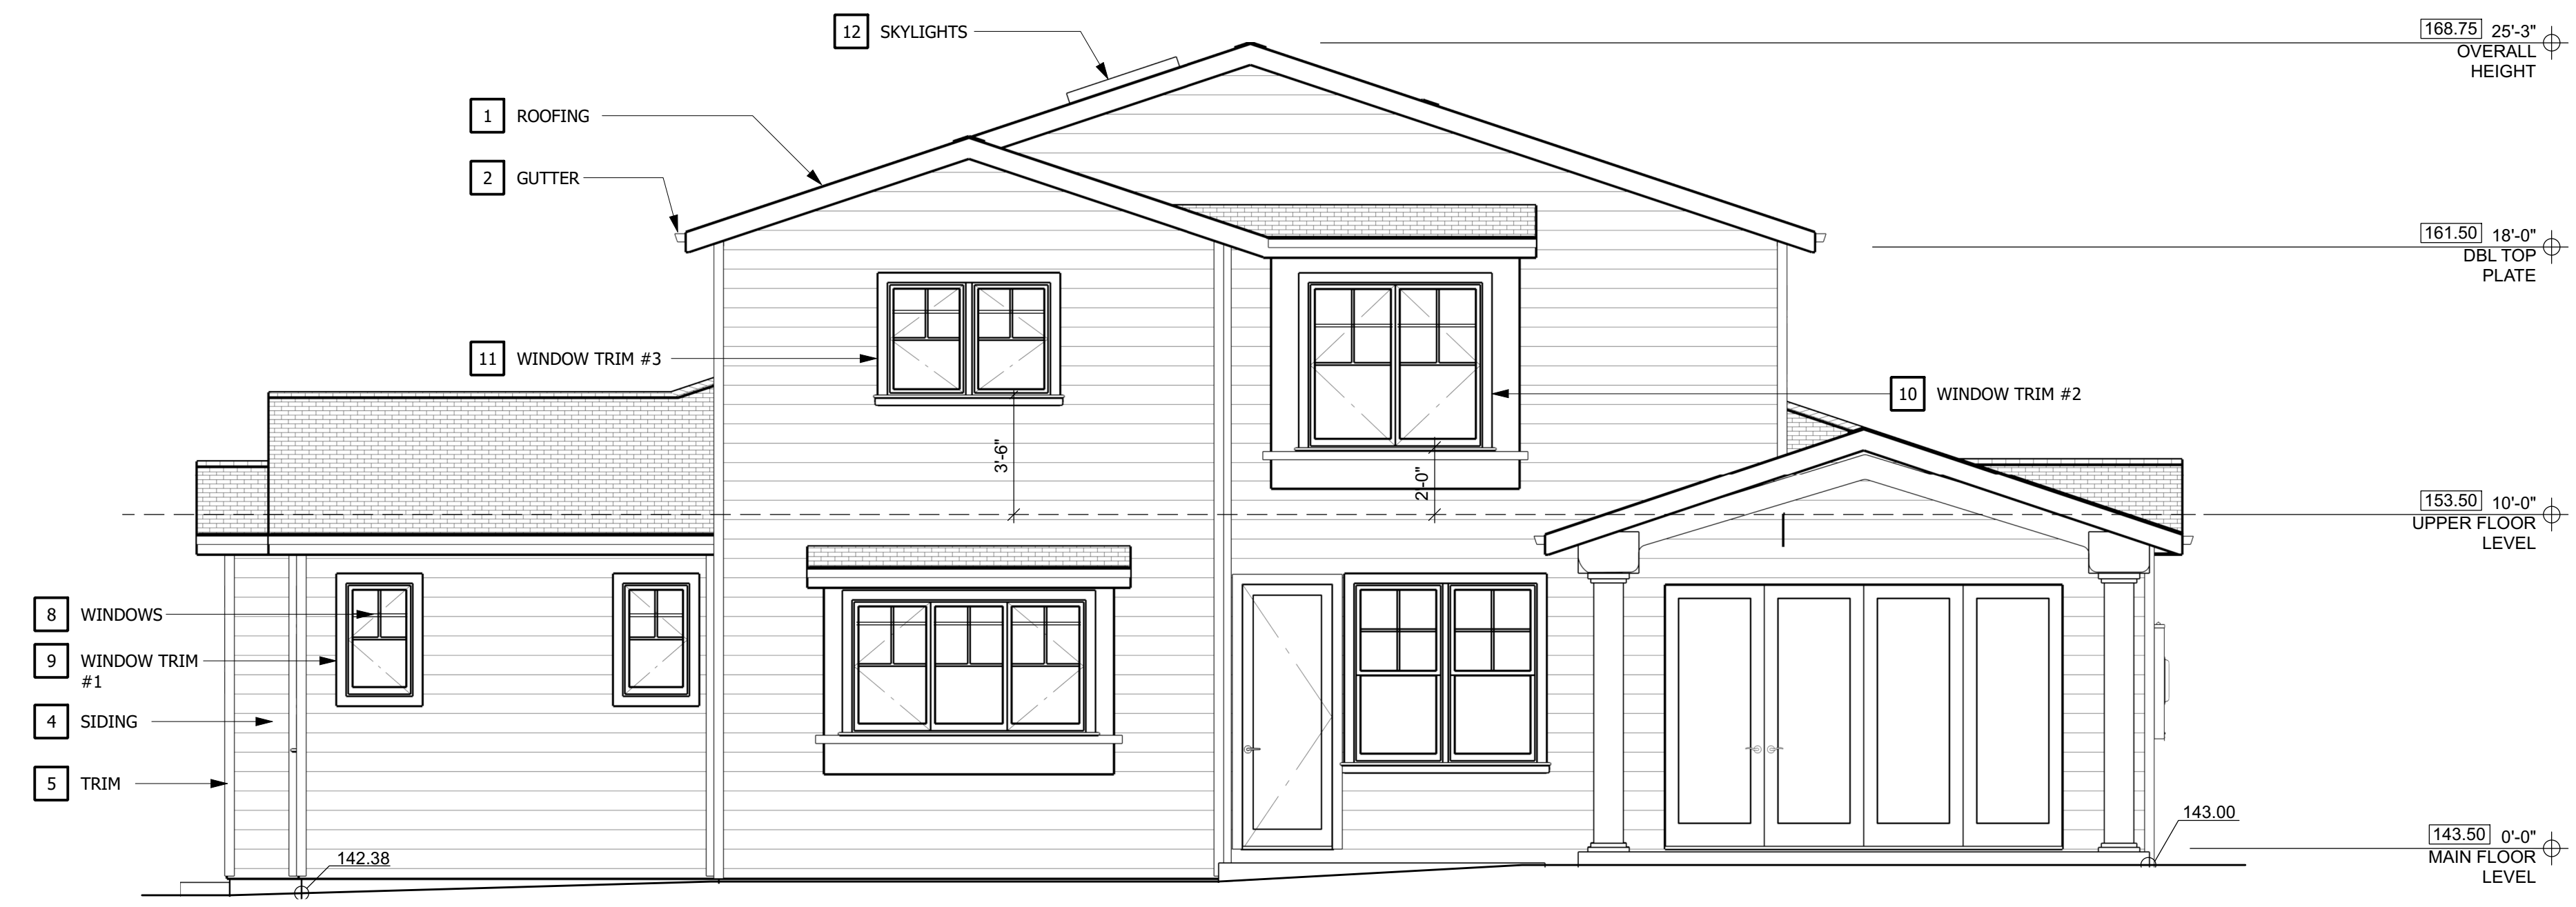 12 SKYLIGHTS
168.75 25'-3"
OVERALL
HEIGHT
1 ROOFING
2 GUTTER
161.50 18'-0"
DBL TOP
PLATE
11 WINDOW TRIM #3
10 WINDOW TRIM #2
3'-6"
2'-0"
153.50 10'-0"
UPPER FLOOR
LEVEL
8 WINDOWS
9 WINDOW TRIM
#1
4 SIDING
5 TRIM
142.38
143.00
143.50 0'-0"
MAIN FLOOR
LEVEL